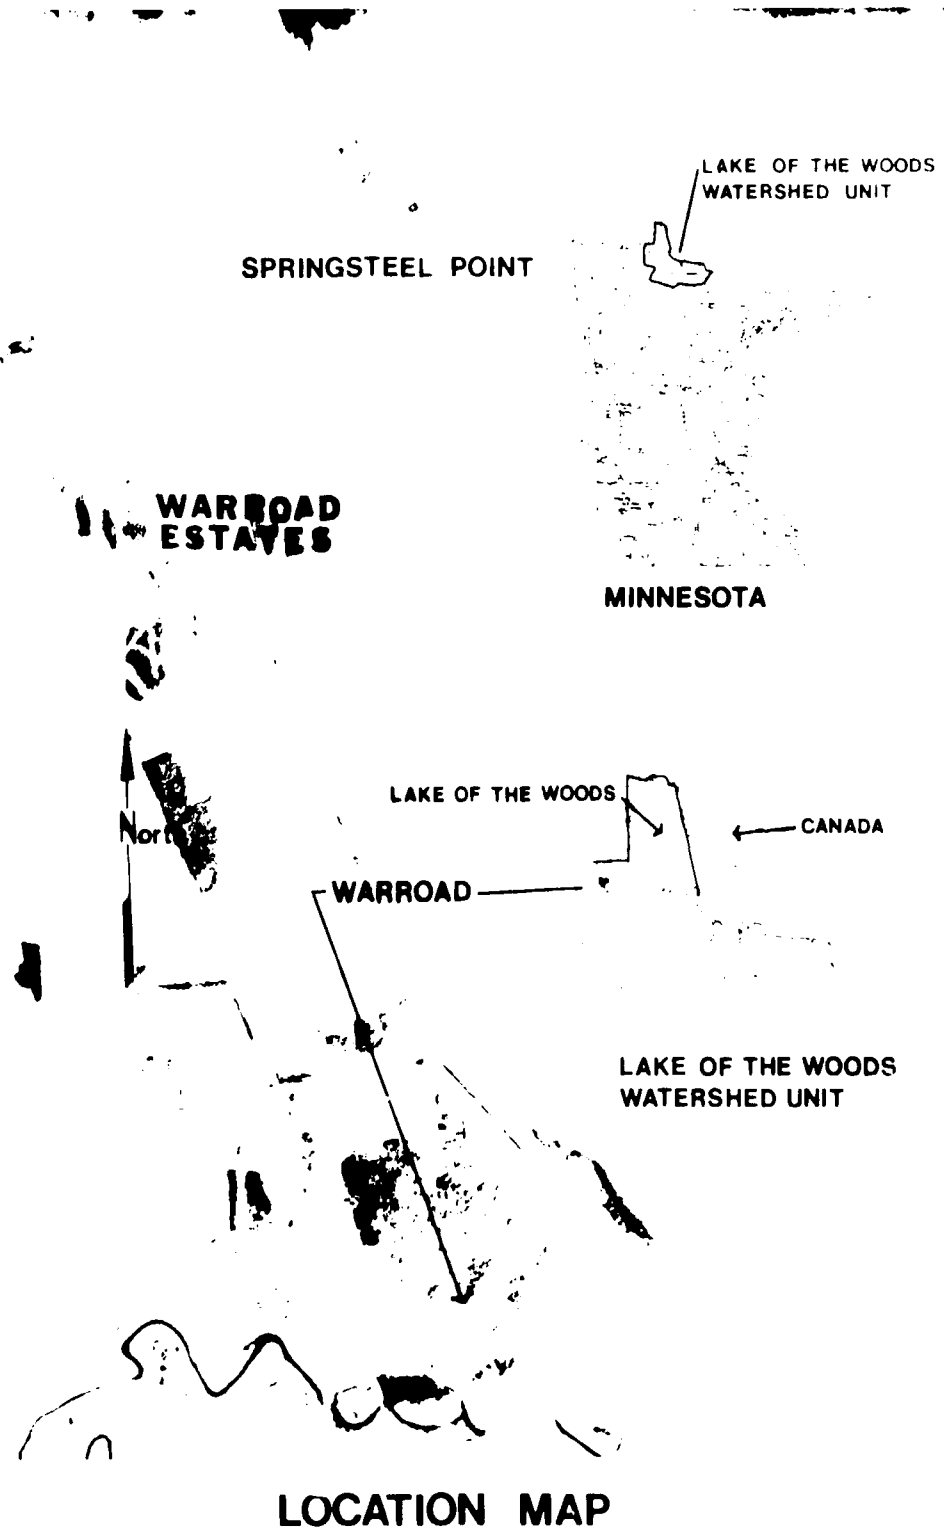 LAKE OF THE WOODS
WATERSHED UNIT
SPRINGSTEEL POINT
WARROAD
ESTATES
MINNESOTA
North
LAKE OF THE WOODS
CANADA
WARROAD
LAKE OF THE WOODS
WATERSHED UNIT
LOCATION MAP